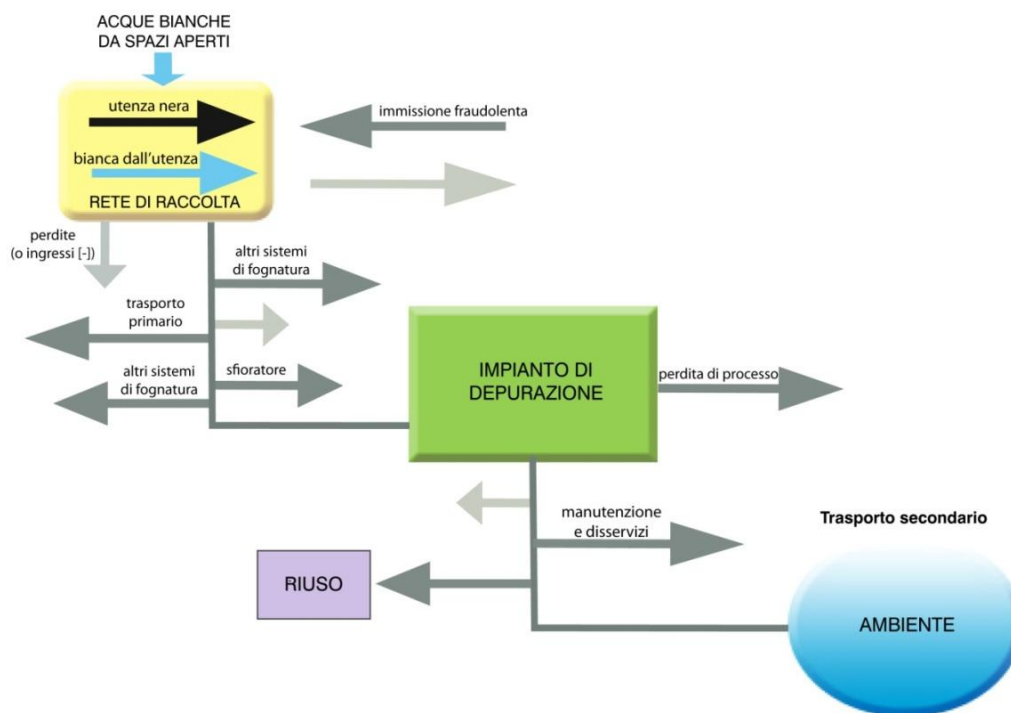 ACQUE BIANCHE
DA SPAZI APERTI
utenza nera
immissione fraudolenta
bianca dall'utenza
RETE DI RACCOLTA
perdite
(o ingressi [-])
altri sistemi
di fognatura
trasporto
primario
altri sistemi
di fognatura
sfioratore
IMPIANTO DI
DEPURAZIONE
perdita di processo
manutenzione
e disservizi
Trasporto secondario
RIUSO
AMBIENTE